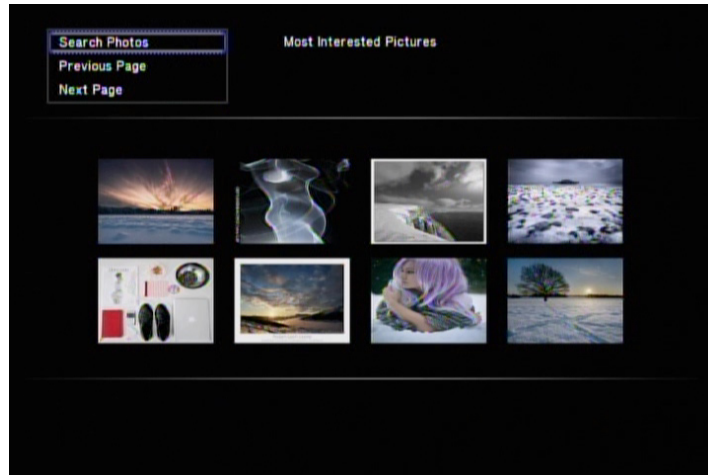 Search Photos
Most Interested Pictures
Previous Page
Next Page